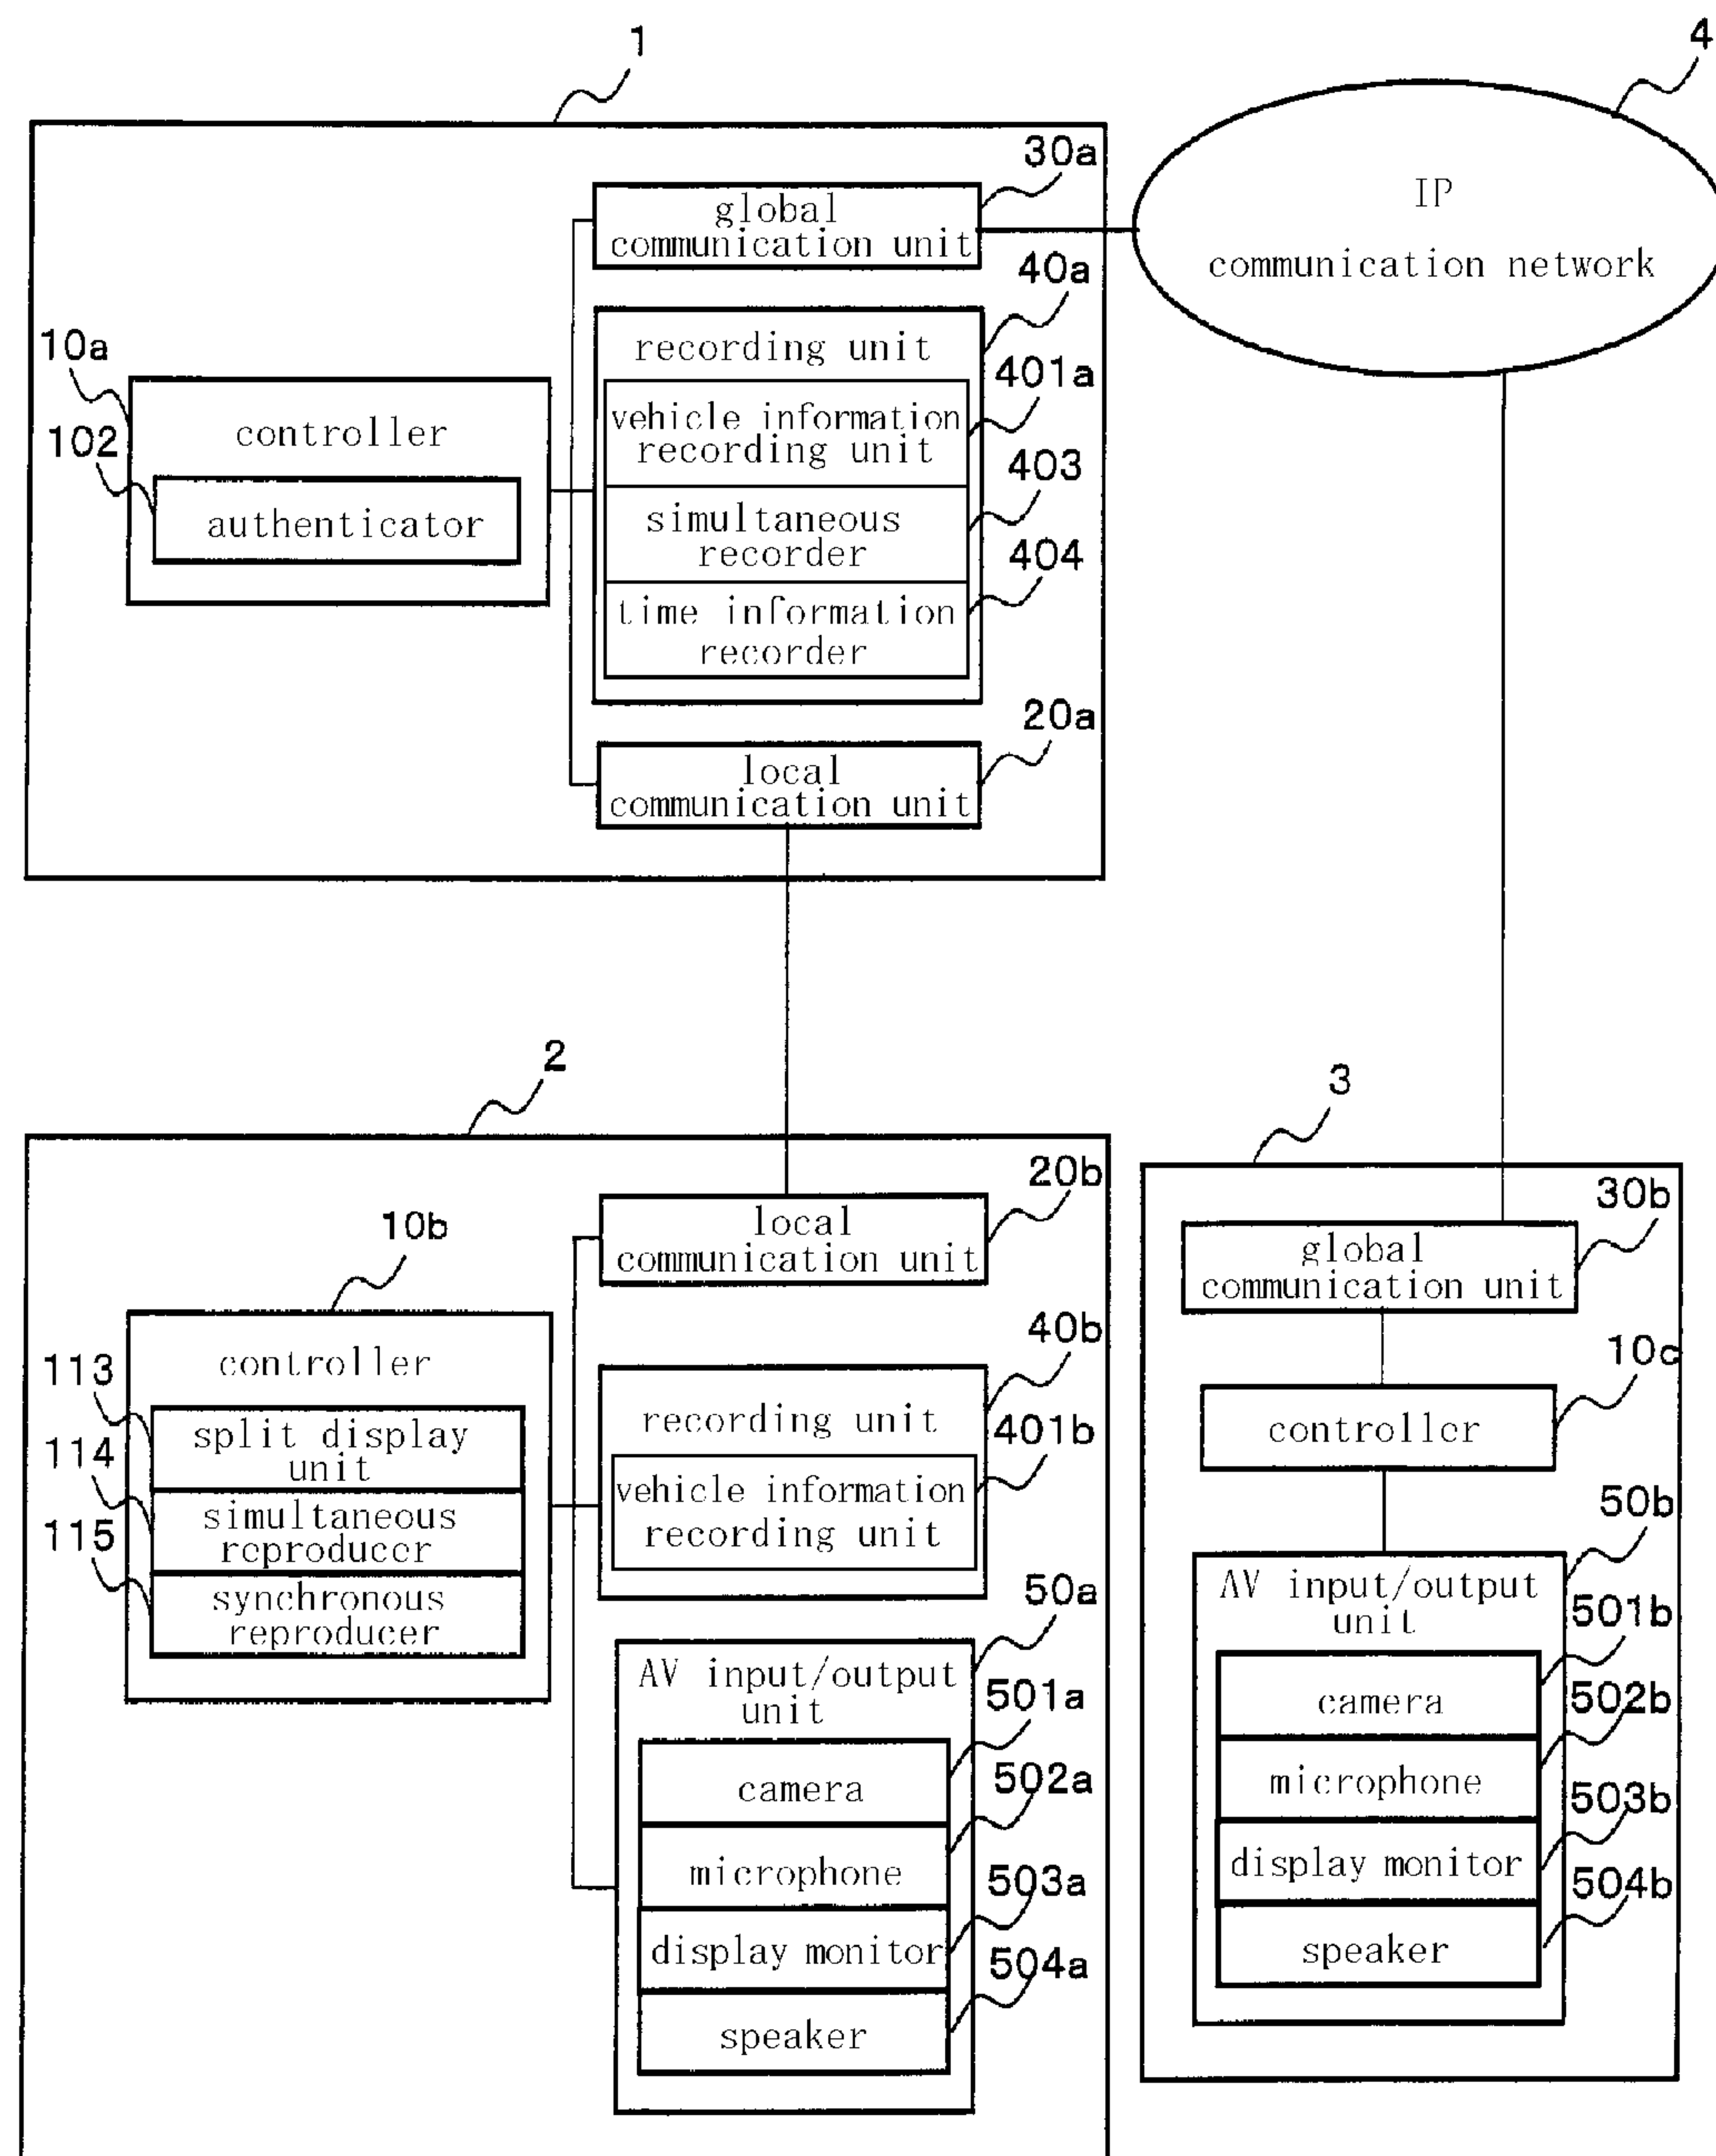 1
4
30a
global
communication unit
IP
communication network
40a
10a
recording unit
401a
102
controller
vehicle information
recording unit
403
authenticator
simultaneous
recorder
404
time information
recorder
20a
local
communication unit
2
3
20b
local
communication unit
10b
30b
global
communication unit
40b
controller
10c
113
recording unit
401b
controller
split display
unit
114
vehicle information
recording unit
simultaneous
reproducer
115
50b
synchronous
reproducer
50a
AV input/output
unit
501b
AV input/output
unit
501a
camera
502b
camera
502a
microphone
503b
microphone
503a
display monitor
504b
display monitor
504a
speaker
speaker